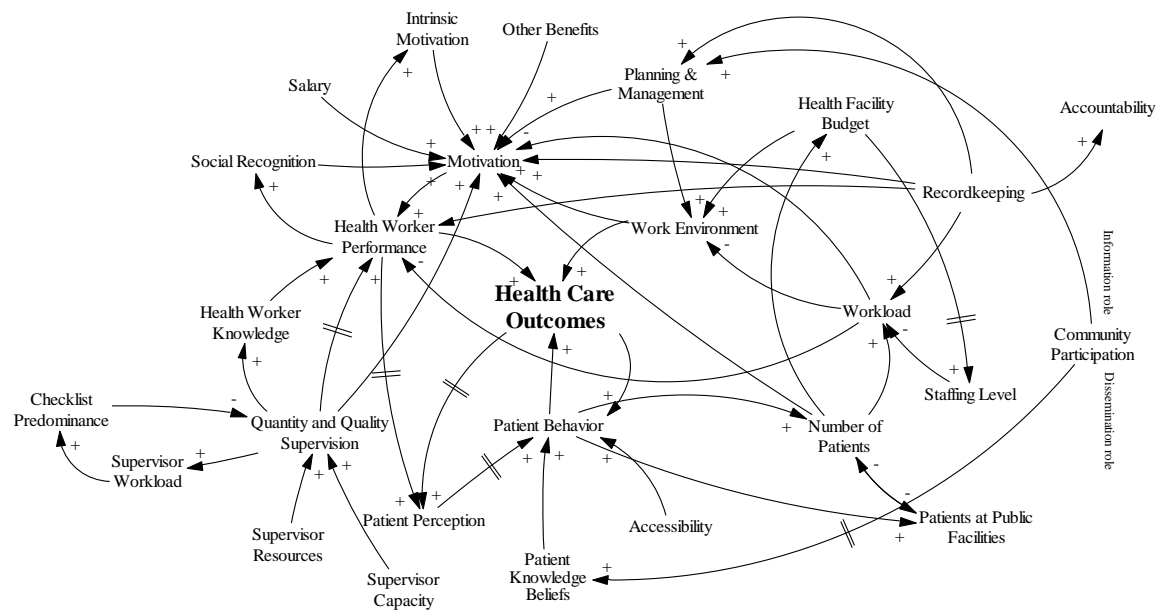 Intrinsic
Motivation
Other Benefits
Salary
Planning &
Management
Health Facility
Budget
Accountability
Social Recognition
Motivation
Recordkeeping
Health Worker
Performance
Work Environment
Information role
Health Care
Outcomes
Health Worker
Knowledge
Workload
Community
Participation
Staffing Level
Dissemination role
Checklist
Predominance
Quantity and Quality
Supervision
Patient Behavior
Number of
Patients
Supervisor
Workload
Supervisor
Resources
Patient Perception
Accessibility
Patients at Public
Facilities
Supervisor
Capacity
Patient
Knowledge
Beliefs